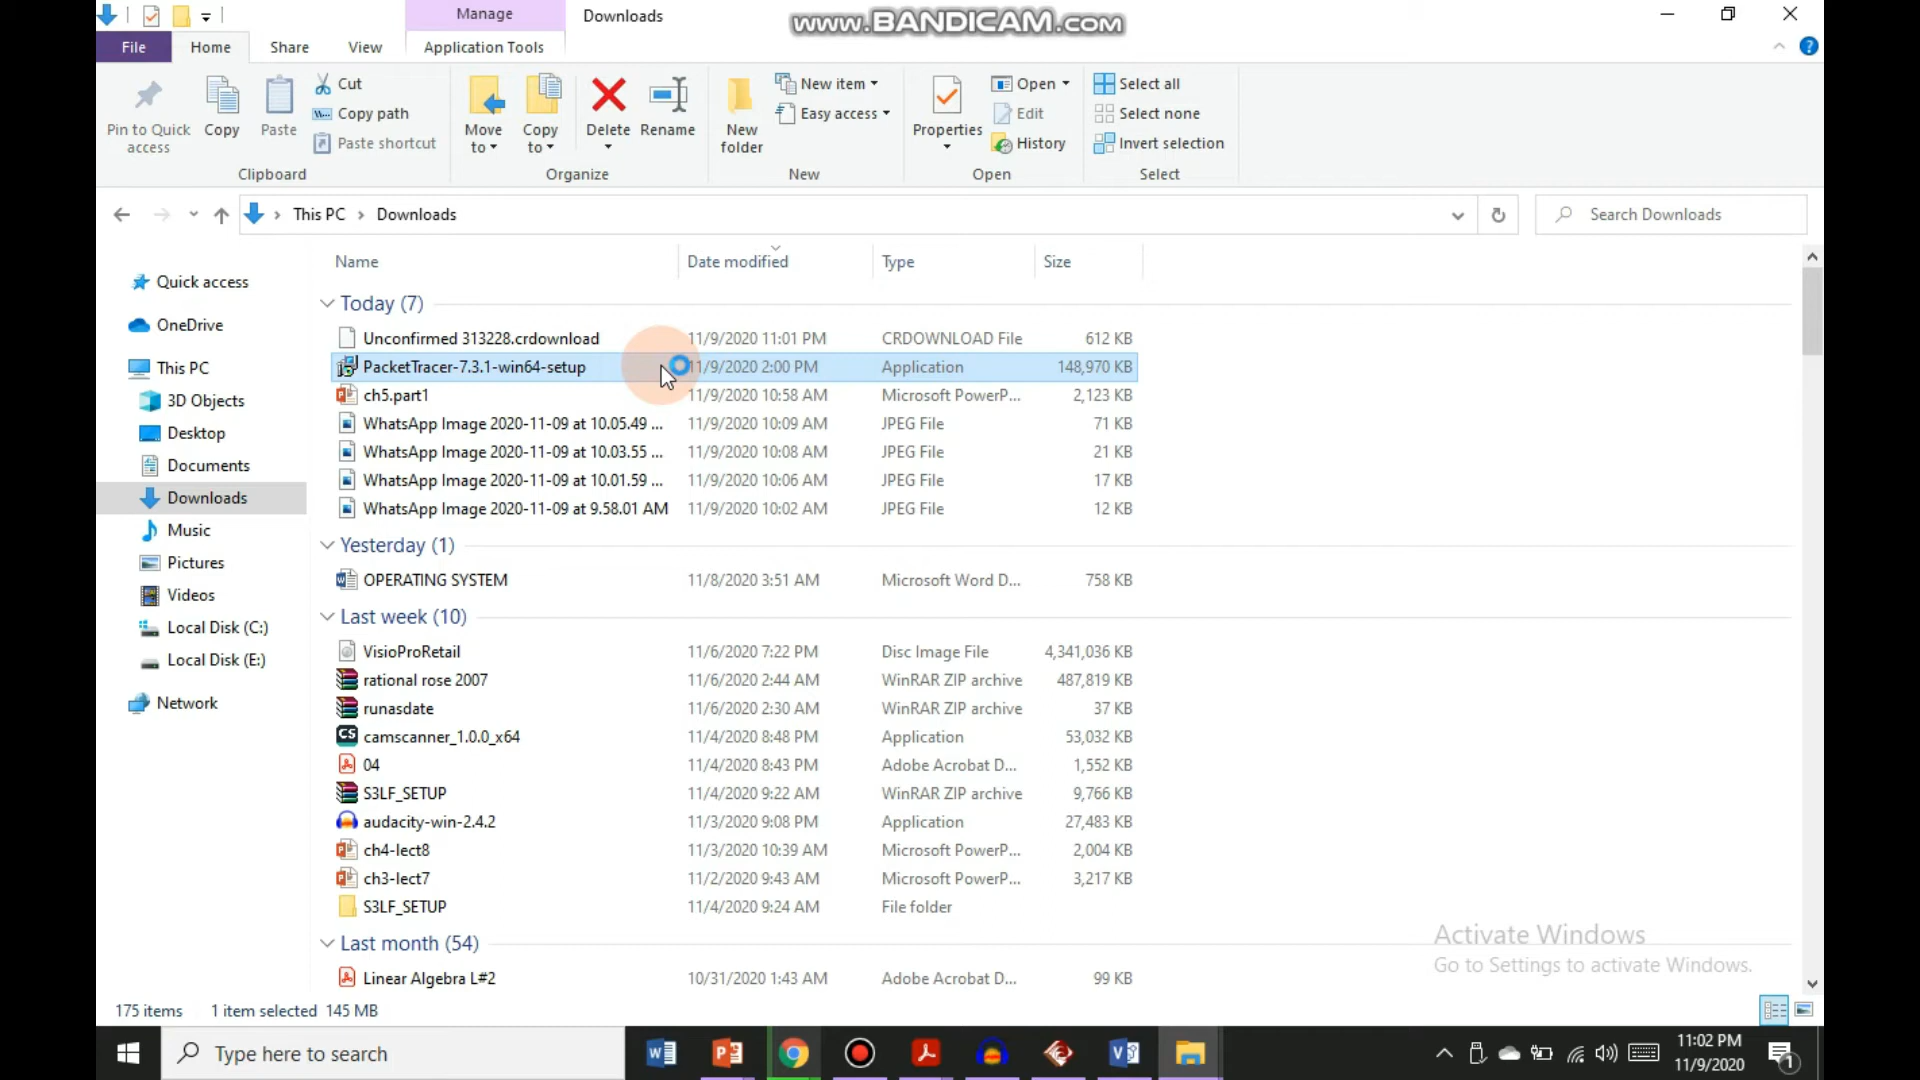 Manage
Downloads
www.BANDICAM.com
File
Home
Share
View
Application Tools
Pin to Quick access
Copy
Paste
Cut
Copy path
Paste shortcut
Clipboard
Move to
Copy to
Delete
Rename
Organize
New folder
New item
Easy access
New
Properties
Open
Edit
History
Open
Select all
Select none
Invert selection
Select
This PC > Downloads
Search Downloads
Quick access
OneDrive
This PC
3D Objects
Desktop
Documents
Downloads
Music
Pictures
Videos
Local Disk (C:)
Local Disk (E:)
Network
Name Date modified Type Size
Today (7)
Unconfirmed 313228.crdownload 11/9/2020 11:01 PM CRDOWNLOAD File 612 KB
PacketTracer-7.3.1-win64-setup 11/9/2020 2:00 PM Application 148,970 KB
ch5.part1 11/9/2020 10:58 AM Microsoft PowerP... 2,123 KB
WhatsApp Image 2020-11-09 at 10.05.49 ... 11/9/2020 10:09 AM JPEG File 71 KB
WhatsApp Image 2020-11-09 at 10.03.55 ... 11/9/2020 10:08 AM JPEG File 21 KB
WhatsApp Image 2020-11-09 at 10.01.59 ... 11/9/2020 10:06 AM JPEG File 17 KB
WhatsApp Image 2020-11-09 at 9.58.01 AM 11/9/2020 10:02 AM JPEG File 12 KB
Yesterday (1)
OPERATING SYSTEM 11/8/2020 3:51 AM Microsoft Word D... 758 KB
Last week (10)
VisioProRetail 11/6/2020 7:22 PM Disc Image File 4,341,036 KB
rational rose 2007 11/6/2020 2:44 AM WinRAR ZIP archive 487,819 KB
runasdate 11/6/2020 2:30 AM WinRAR ZIP archive 37 KB
camscanner_1.0.0_x64 11/4/2020 8:48 PM Application 53,032 KB
04 11/4/2020 8:43 PM Adobe Acrobat D... 1,552 KB
S3LF_SETUP 11/4/2020 9:22 AM WinRAR ZIP archive 9,766 KB
audacity-win-2.4.2 11/3/2020 9:08 PM Application 27,483 KB
ch4-lect8 11/3/2020 10:39 AM Microsoft PowerP... 2,004 KB
ch3-lect7 11/2/2020 9:43 AM Microsoft PowerP... 3,217 KB
S3LF_SETUP 11/4/2020 9:24 AM File folder
Last month (54)
Linear Algebra L#2 10/31/2020 1:43 AM Adobe Acrobat D... 99 KB
Activate Windows
Go to Settings to activate Windows.
175 items 1 item selected 145 MB
Type here to search
11:02 PM
11/9/2020
1